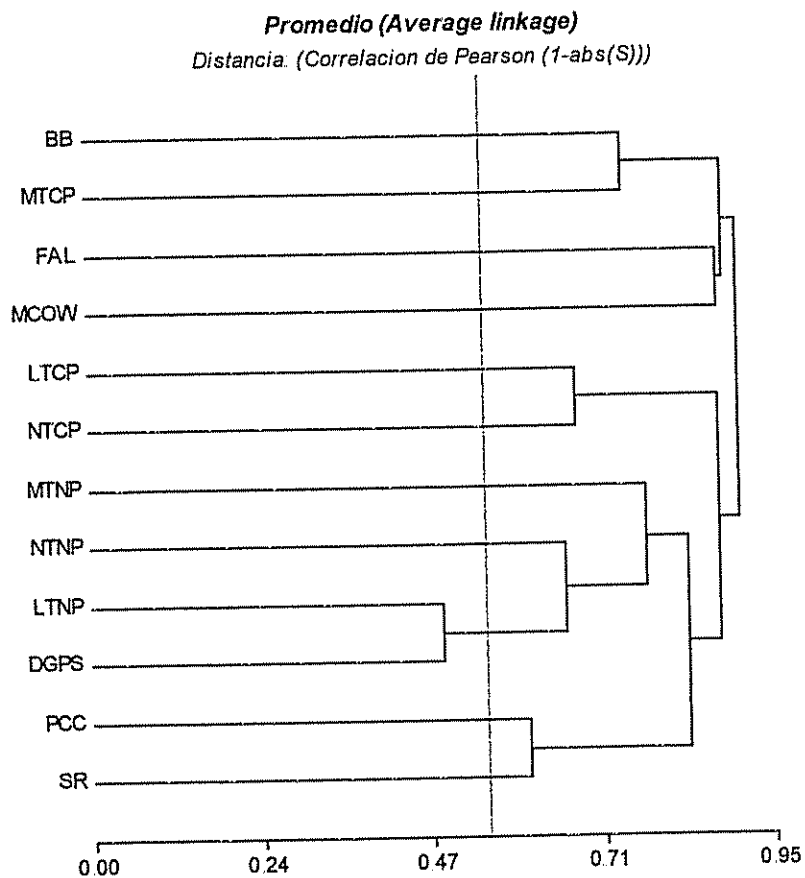 Promedio (Average linkage)
Distancia: (Correlacion de Pearson (1-abs(S)))
BB
MTCP
FAL
MCOW
LTCP
NTCP
MTNP
NTNP
LTNP
DGPS
PCC
SR
0.00 0.24 0.47 0.71 0.95